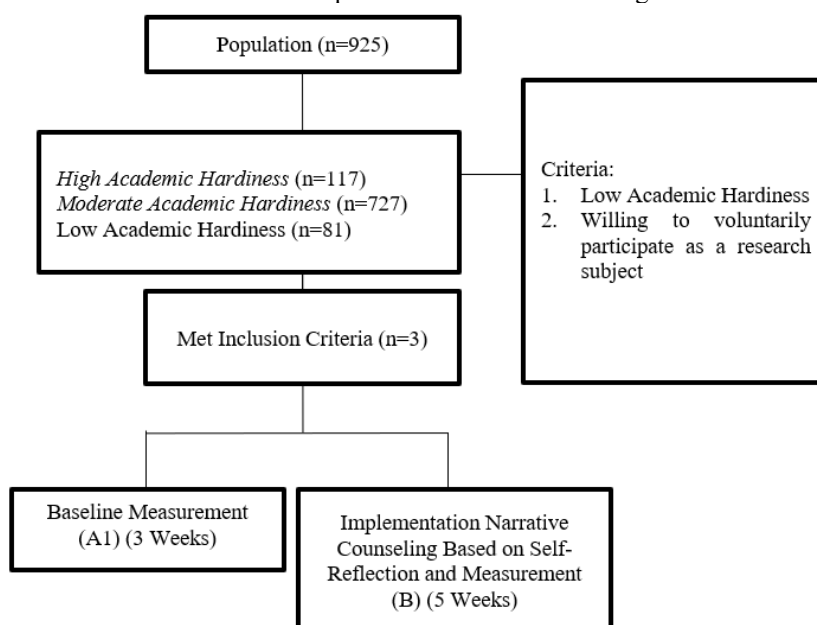 Population (n=925)
High Academic Hardiness (n=117)
Moderate Academic Hardiness (n=727)
Low Academic Hardiness (n=81)
Criteria:
1. Low Academic Hardiness
2. Willing to voluntarily
participate as a research
subject
Met Inclusion Criteria (n=3)
Baseline Measurement
(A1) (3 Weeks)
Implementation Narrative
Counseling Based on Self-
Reflection and Measurement
(B) (5 Weeks)